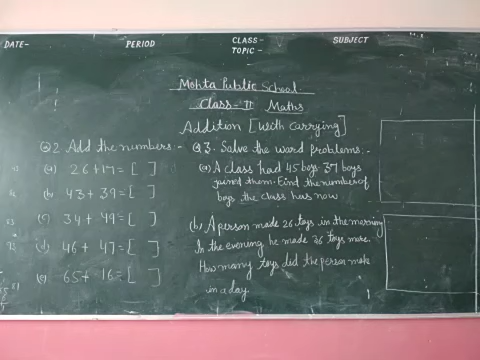 DATE-
PERIOD
CLASS-
TOPIC-
SUBJECT
Mohta Public School
Class-II Maths
Addition [With carrying]
Q2. Add the numbers:-
(a) 26+17=[ ]
(b) 43+39=[ ]
(c) 34+49=[ ]
(d) 46+47=[ ]
(e) 65+16=[ ]
Q3. Solve the word problems.-
(a) A class had 45 boys. 37 boys
joined them. Find the number of
boys the class has now
(b) A person made 26 toys in the morning
In the evening he made 36 toys more.
How many toys did the person make
in a day.